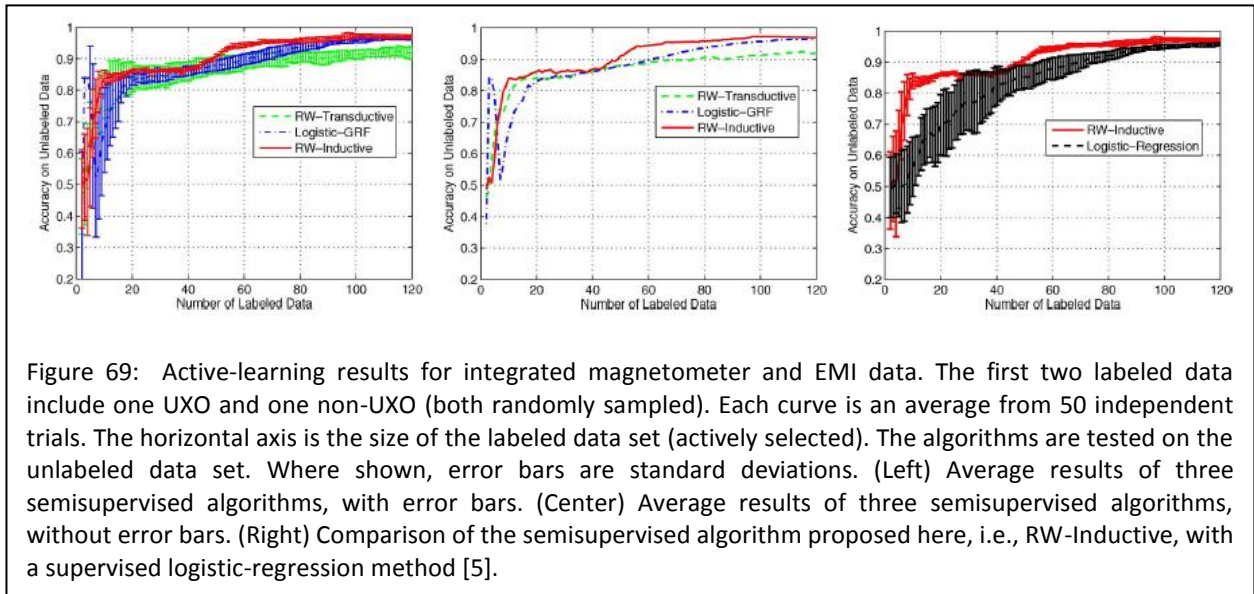 1
0.9
0.8
0.7
0.6
0.5
0.4
0.3
0.2
0
20
40
60
80
100
120
Accuracy on Unlabeled Data
Number of Labeled Data
RW-Transductive
Logistic-GRF
RW-Inductive
1
0.9
0.8
0.7
0.6
0.5
0.4
0.3
0.2
0
20
40
60
80
100
120
Accuracy on Unlabeled Data
Number of Labeled Data
RW-Transductive
Logistic-GRF
RW-Inductive
1
0.9
0.8
0.7
0.6
0.5
0.4
0.3
0.2
0
20
40
60
80
100
120
Accuracy on Unlabeled Data
Number of Labeled Data
RW-Inductive
Logistic-Regression
Figure 69: Active-learning results for integrated magnetometer and EMI data. The first two labeled data
include one UXO and one non-UXO (both randomly sampled). Each curve is an average from 50 independent
trials. The horizontal axis is the size of the labeled data set (actively selected). The algorithms are tested on the
unlabeled data set. Where shown, error bars are standard deviations. (Left) Average results of three
semisupervised algorithms, with error bars. (Center) Average results of three semisupervised algorithms,
without error bars. (Right) Comparison of the semisupervised algorithm proposed here, i.e., RW-Inductive, with
a supervised logistic-regression method [5].